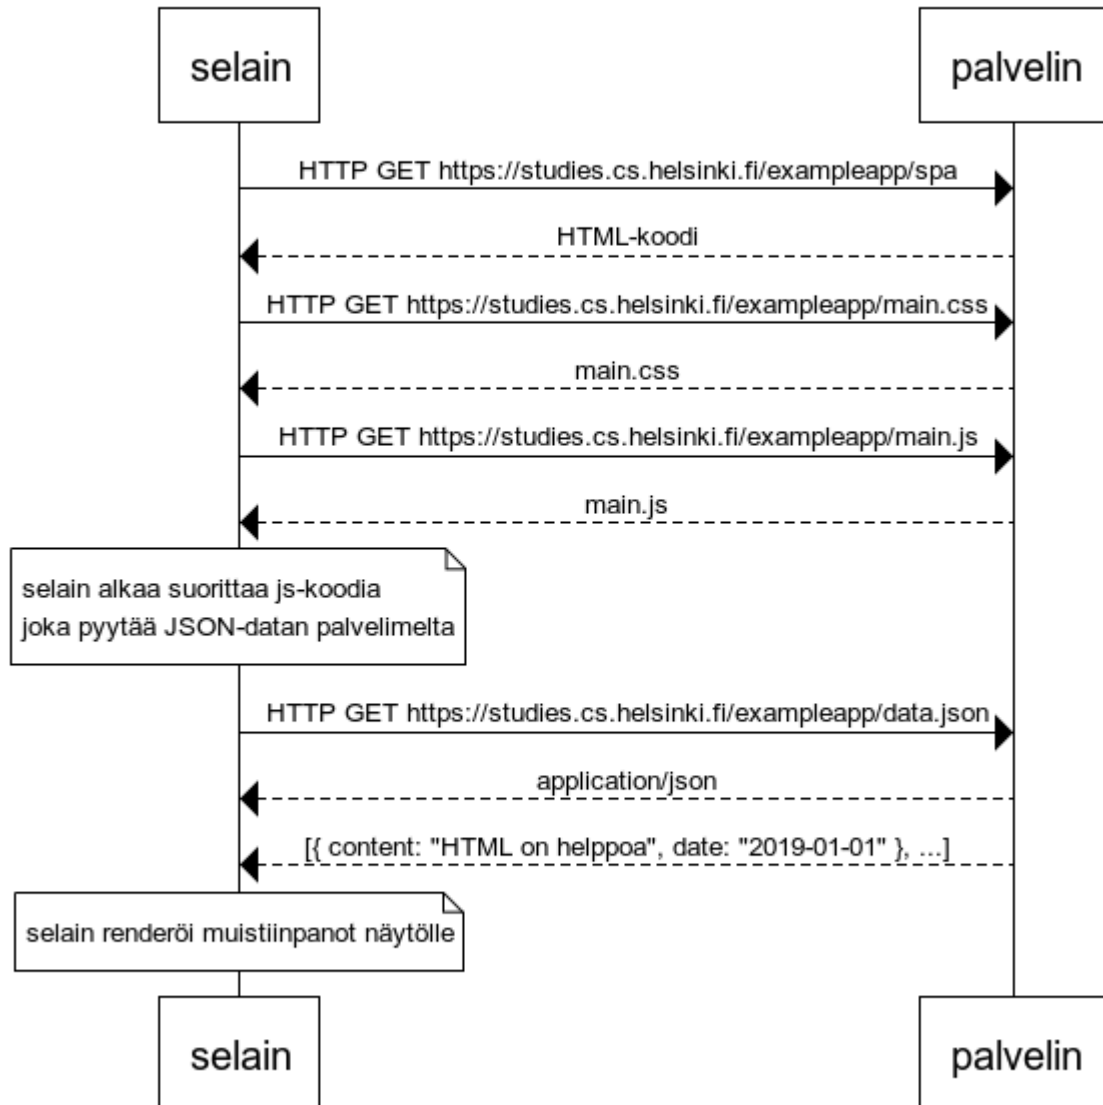 selain
palvelin
HTTP GET https://studies.cs.helsinki.fi/exampleapp/spa
HTML-koodi
HTTP GET https://studies.cs.helsinki.fi/exampleapp/main.css
main.css
HTTP GET https://studies.cs.helsinki.fi/exampleapp/main.js
main.js
selain alkaa suorittaa js-koodia
joka pyytää JSON-datan palvelimelta
HTTP GET https://studies.cs.helsinki.fi/exampleapp/data.json
application/json
[{ content: "HTML on helppoa", date: "2019-01-01" }, ...]
selain renderöi muistiinpanot näytölle
selain
palvelin